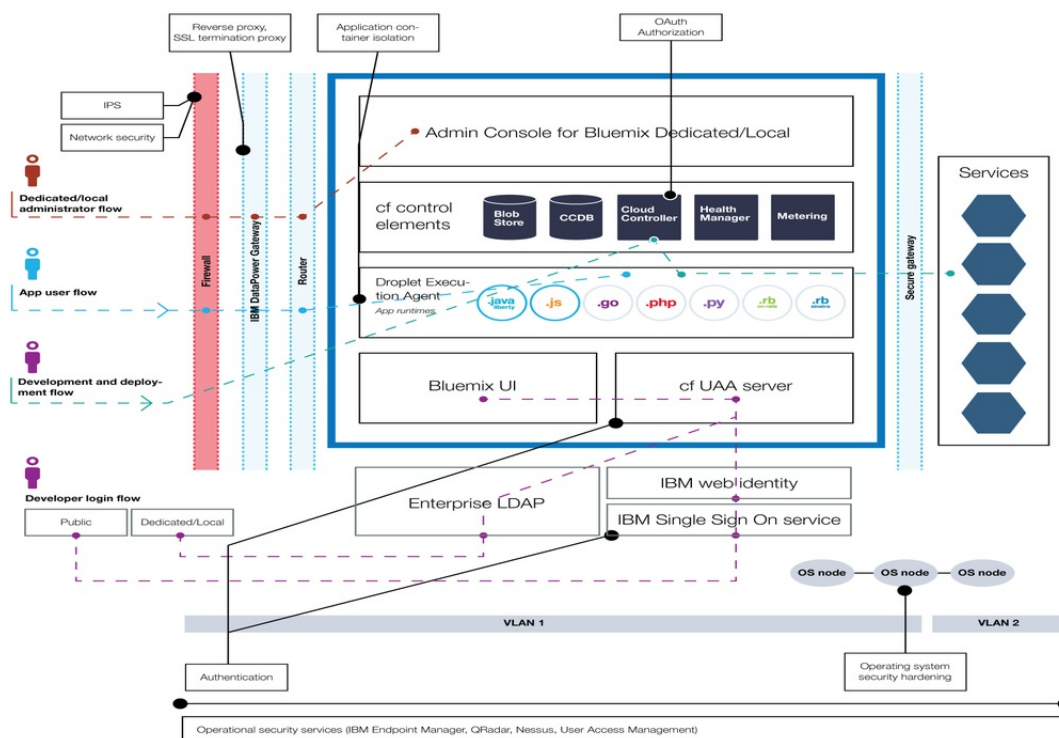 Reverse proxy,
SSL termination proxy
Application con-
tainer isolation
OAuth
Authorization
IPS
Network security
Admin Console for Bluemix Dedicated/Local
Services
Dedicated/local
administrator flow
cf control
elements
Blob
Store
CCDB
Cloud
Controller
Health
Manager
Metering
Firewall
IBM DataPower Gateway
Router
Secure gateway
App user flow
Droplet Execu-
tion Agent
App runtimes
.java
liberty
.js
.go
.php
.py
.rb
.rb
Development and deploy-
ment flow
Bluemix UI
cf UAA server
Developer login flow
Public
Dedicated/Local
Enterprise LDAP
IBM web identity
IBM Single Sign On service
OS node
OS node
OS node
VLAN 1
VLAN 2
Authentication
Operating system
security hardening
Operational security services (IBM Endpoint Manager, QRadar, Nessus, User Access Management)